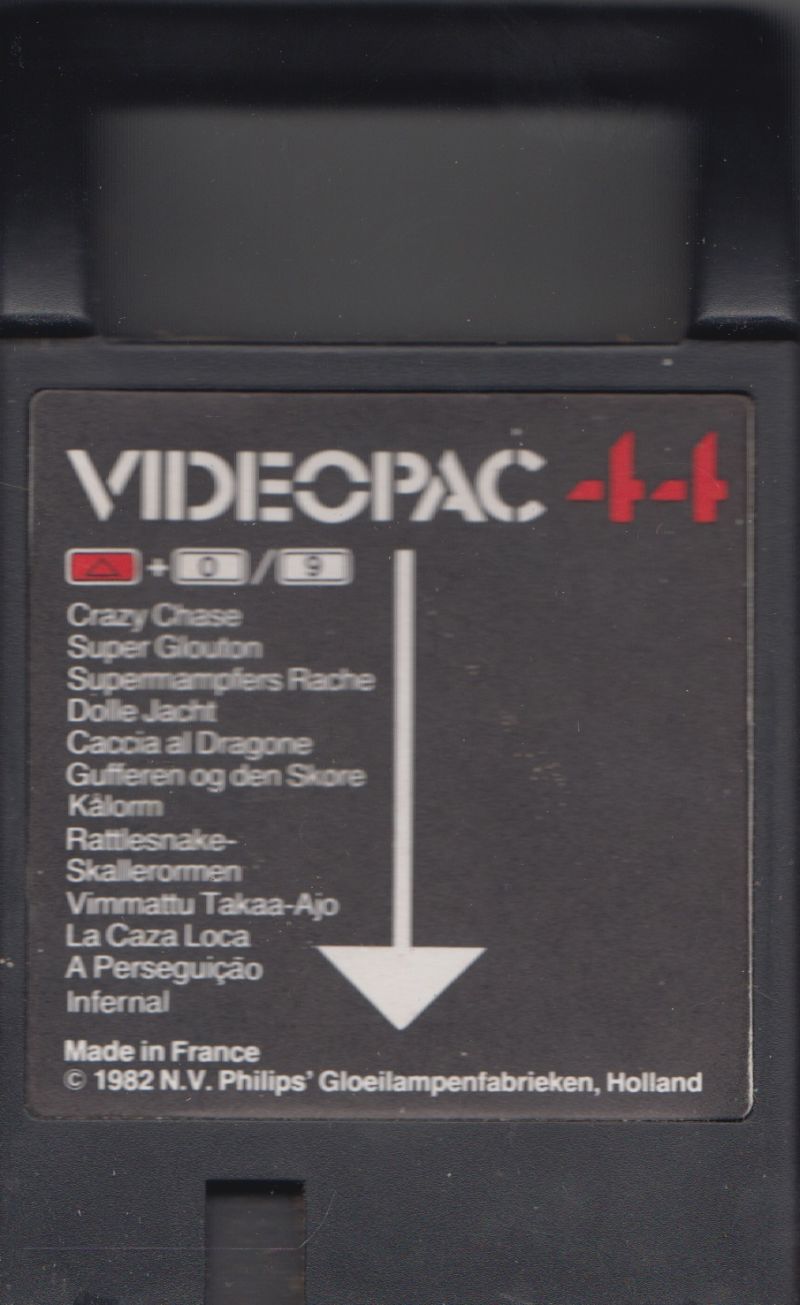 VIDEOPAC 44
△ + 0 / 9
Crazy Chase
Super Glouton
Supermampfers Rache
Dolle Jacht
Caccia al Dragone
Gufferen og den Skøre
Kålorm
Rattlesnake-
Skallerormen
Vimmattu Takaa-Ajo
La Caza Loca
A Perseguição
Infernal
Made in France
© 1982 N.V. Philips' Gloeilampenfabrieken, Holland